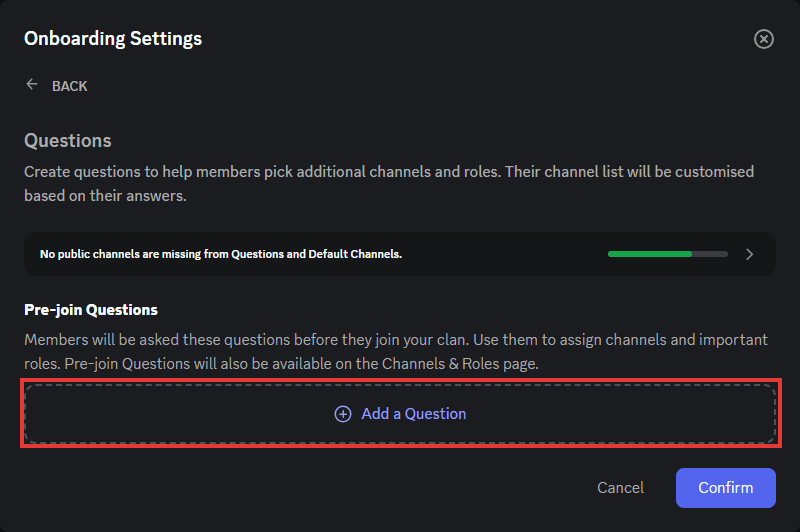 Onboarding Settings
BACK
Questions
Create questions to help members pick additional channels and roles. Their channel list will be customised
based on their answers.
No public channels are missing from Questions and Default Channels.
Pre-join Questions
Members will be asked these questions before they join your clan. Use them to assign channels and important
roles. Pre-join Questions will also be available on the Channels & Roles page.
Add a Question
Cancel
Confirm